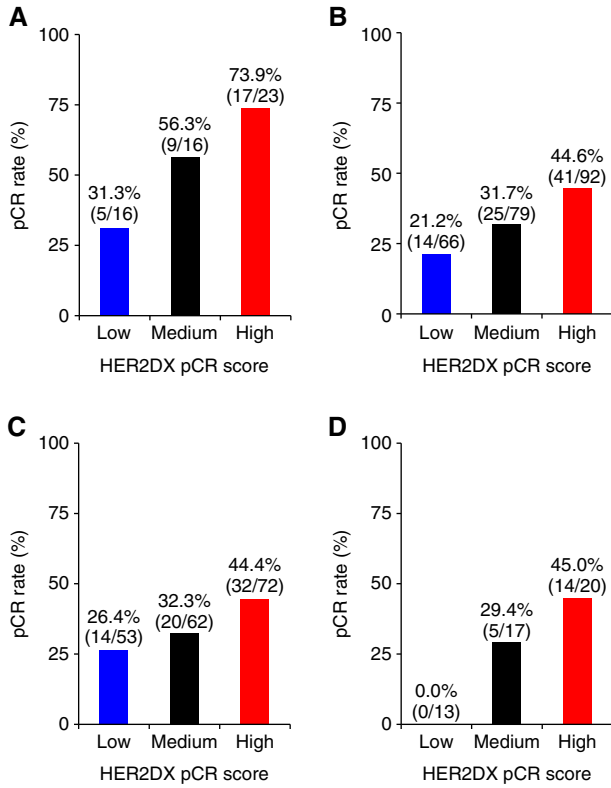 A
100
75
50
25
0
pCR rate (%)
31.3%
(5/16)
56.3%
(9/16)
73.9%
(17/23)
Low Medium High
HER2DX pCR score
B
100
75
50
25
0
pCR rate (%)
21.2%
(14/66)
31.7%
(25/79)
44.6%
(41/92)
Low Medium High
HER2DX pCR score
C
100
75
50
25
0
pCR rate (%)
26.4%
(14/53)
32.3%
(20/62)
44.4%
(32/72)
Low Medium High
HER2DX pCR score
D
100
75
50
25
0
pCR rate (%)
0.0%
(0/13)
29.4%
(5/17)
45.0%
(14/20)
Low Medium High
HER2DX pCR score